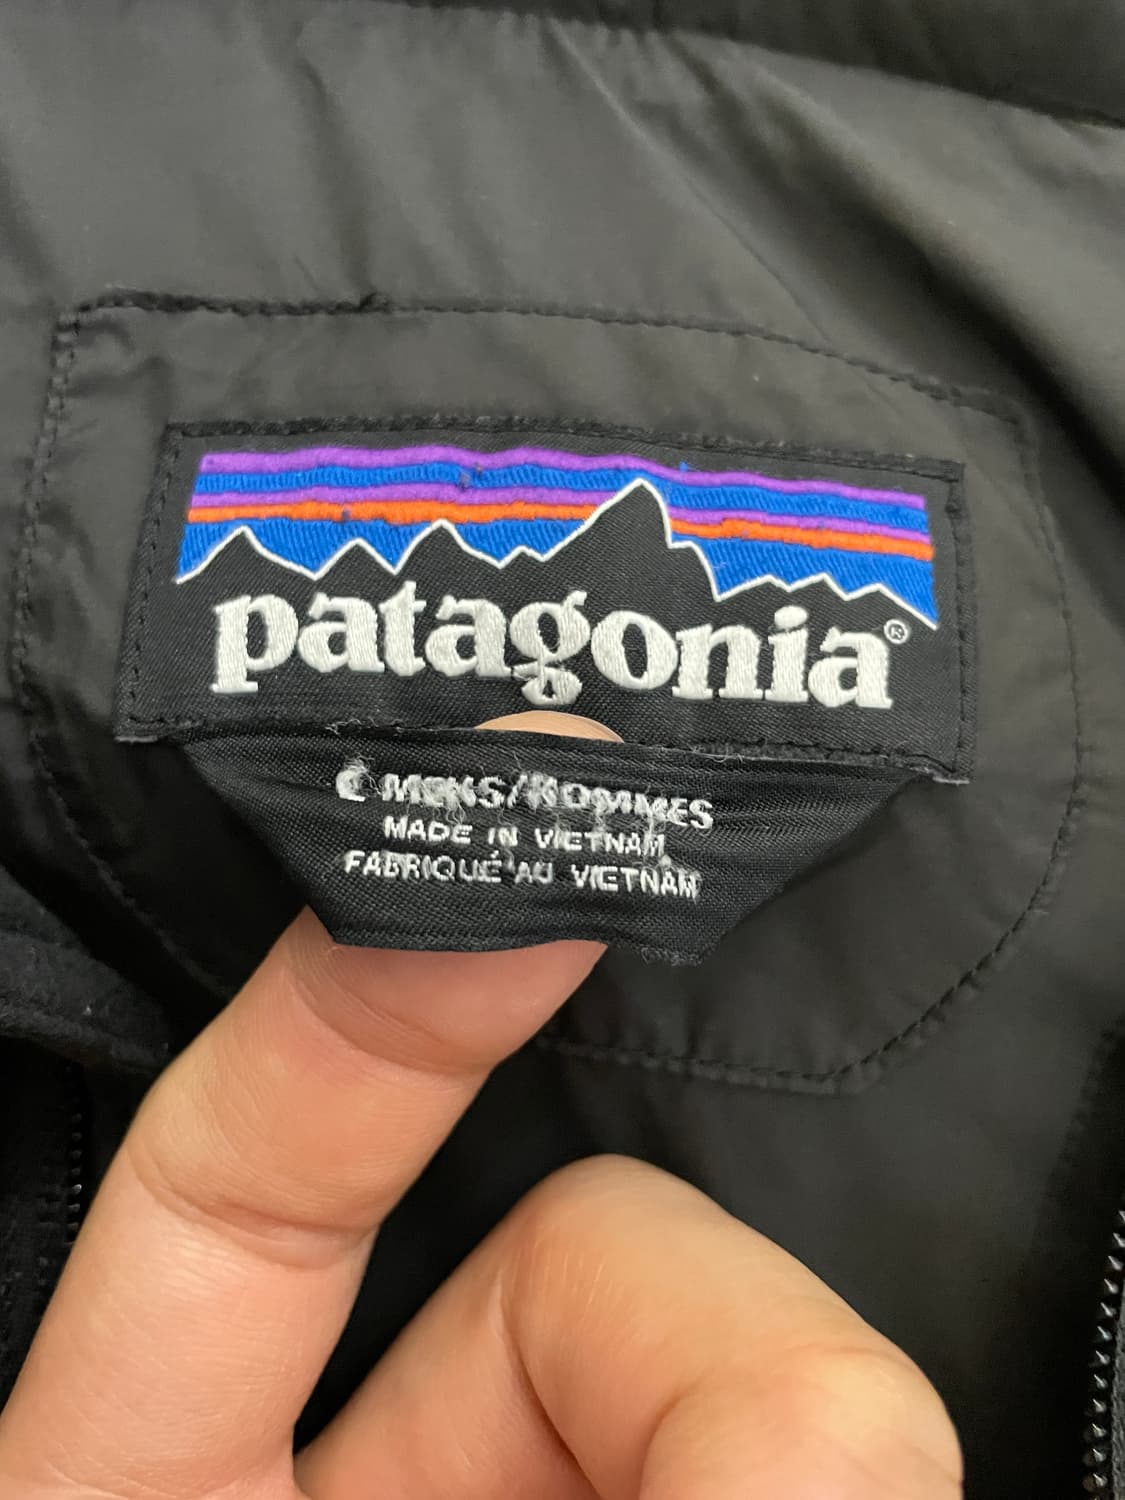 patagonia®
MENS/HOMMES
MADE IN VIETNAM
FABRIQUÉ AU VIETNAM